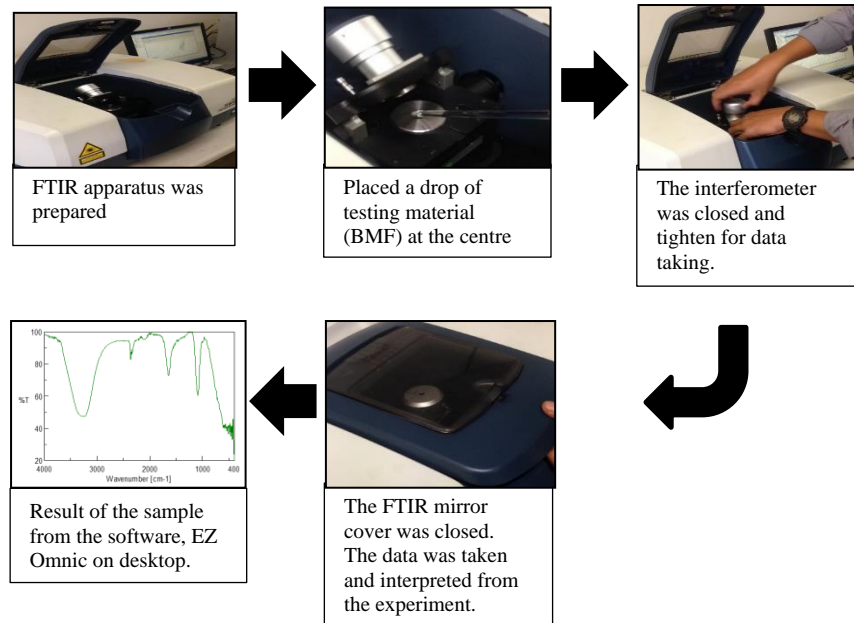 FTIR apparatus was
prepared
Placed a drop of
testing material
(BMF) at the centre
The interferometer
was closed and
tighten for data
taking.
The FTIR mirror
cover was closed.
The data was taken
and interpreted from
the experiment.
100
80
%T
60
40
20
4000 3000 2000 1000 400
Wavenumber [cm-1]
Result of the sample
from the software, EZ
Omnic on desktop.